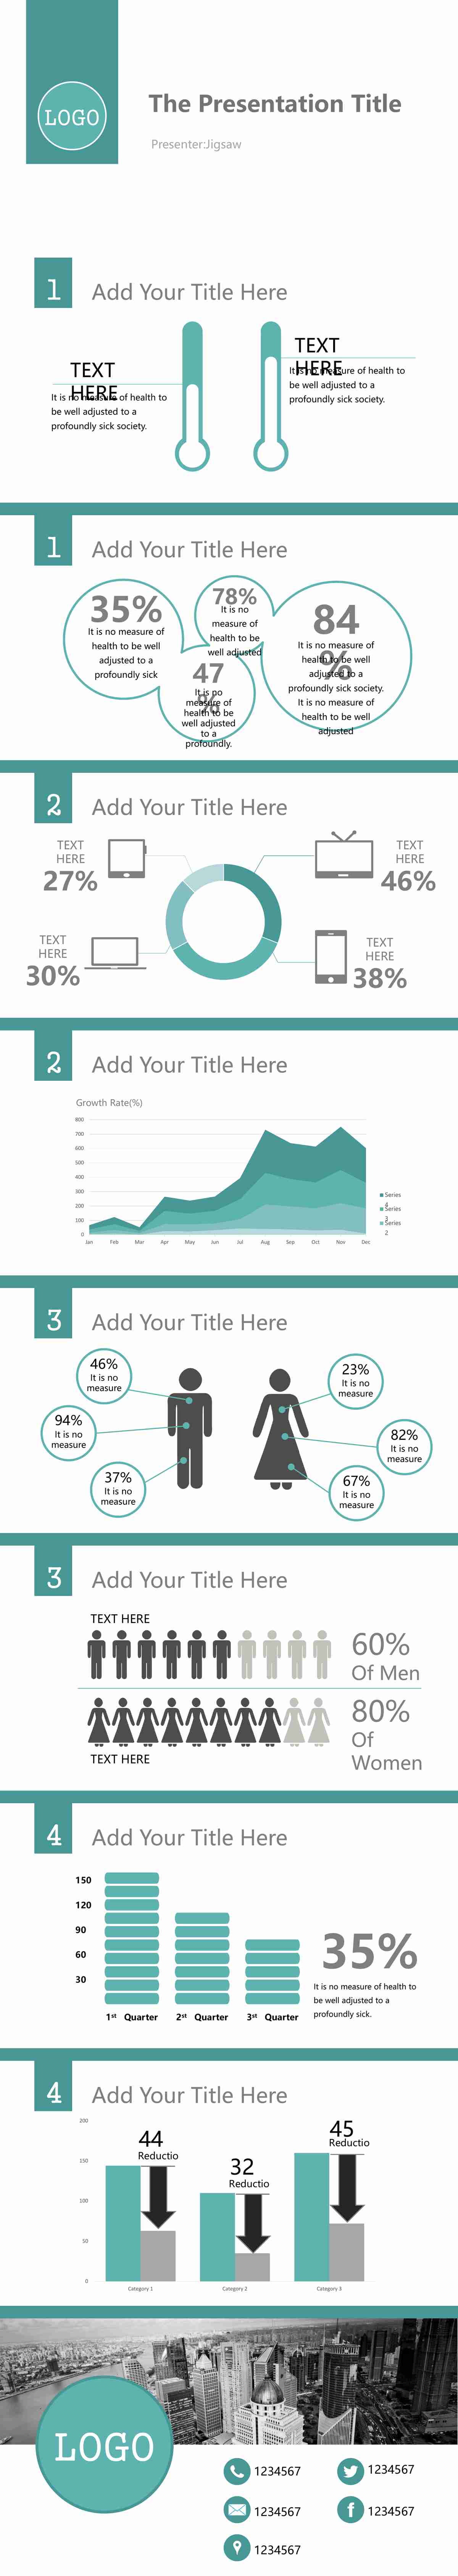 LOGO
The Presentation Title
Presenter:Jigsaw
1
Add Your Title Here
TEXT
HERE
It is no measure of health to
be well adjusted to a
profoundly sick society.
TEXT
HERE
It is no measure of health to
be well adjusted to a
profoundly sick society.
1
Add Your Title Here
35%
It is no measure of
health to be well
adjusted to a
profoundly sick
78%
It is no
measure of
health to be
well adjusted
47
%
It is no
measure of
health to be
well adjusted
to a
profoundly.
84
%
It is no measure of
health to be well
adjusted to a
profoundly sick society.
It is no measure of
health to be well
adjusted
2
Add Your Title Here
TEXT
HERE
27%
TEXT
HERE
46%
TEXT
HERE
30%
TEXT
HERE
38%
2
Add Your Title Here
Growth Rate(%)
800
700
600
500
400
300
200
100
0
Jan Feb Mar Apr May Jun Jul Aug Sep Oct Nov Dec
Series
4
Series
3
Series
2
3
Add Your Title Here
46%
It is no
measure
94%
It is no
measure
37%
It is no
measure
23%
It is no
measure
82%
It is no
measure
67%
It is no
measure
3
Add Your Title Here
TEXT HERE
60%
Of Men
80%
Of
Women
TEXT HERE
4
Add Your Title Here
150
120
90
60
30
1st Quarter 2st Quarter 3st Quarter
35%
It is no measure of health to
be well adjusted to a
profoundly sick.
4
Add Your Title Here
200
150
100
50
0
44
Reductio
32
Reductio
45
Reductio
Category 1 Category 2 Category 3
LOGO
1234567
1234567
1234567
1234567
1234567